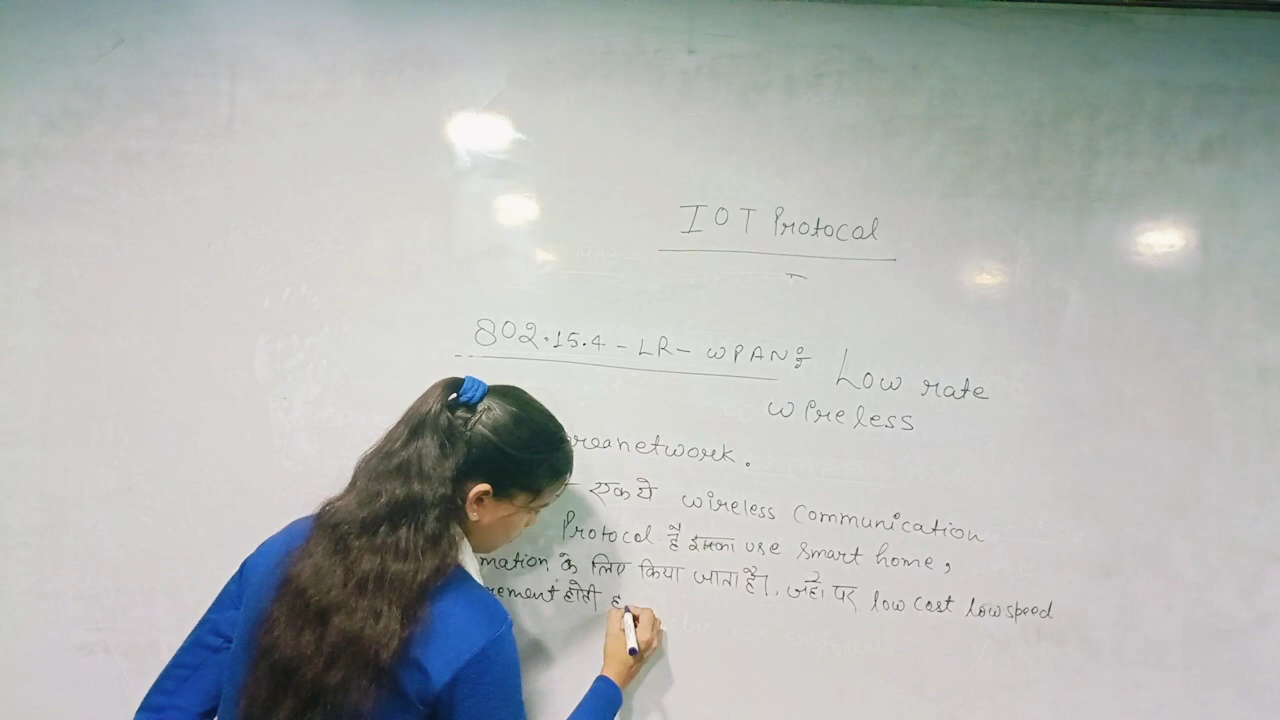 IOT Protocal
802.15.4 - LR - WPAN : Low rate
wireless
areanetwork.
- एक ये wireless communication
Protocol है इसका use smart home,
mation के लिए किया जाता है। जहाँ पर low cost low speed
rement होती ह